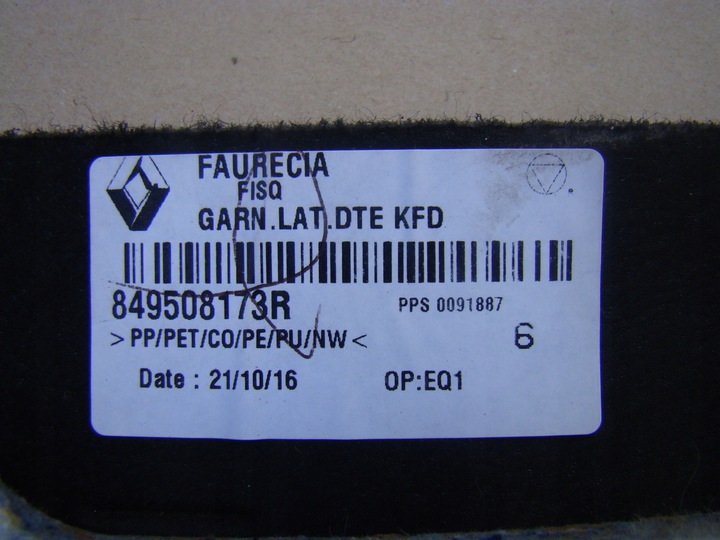 FAURECIA
FISQ
GARN.LAT.DTE KFD
849508173R PPS 0091887
>PP/PET/CO/PE/PU/NW< 6
Date : 21/10/16 OP:EQ1